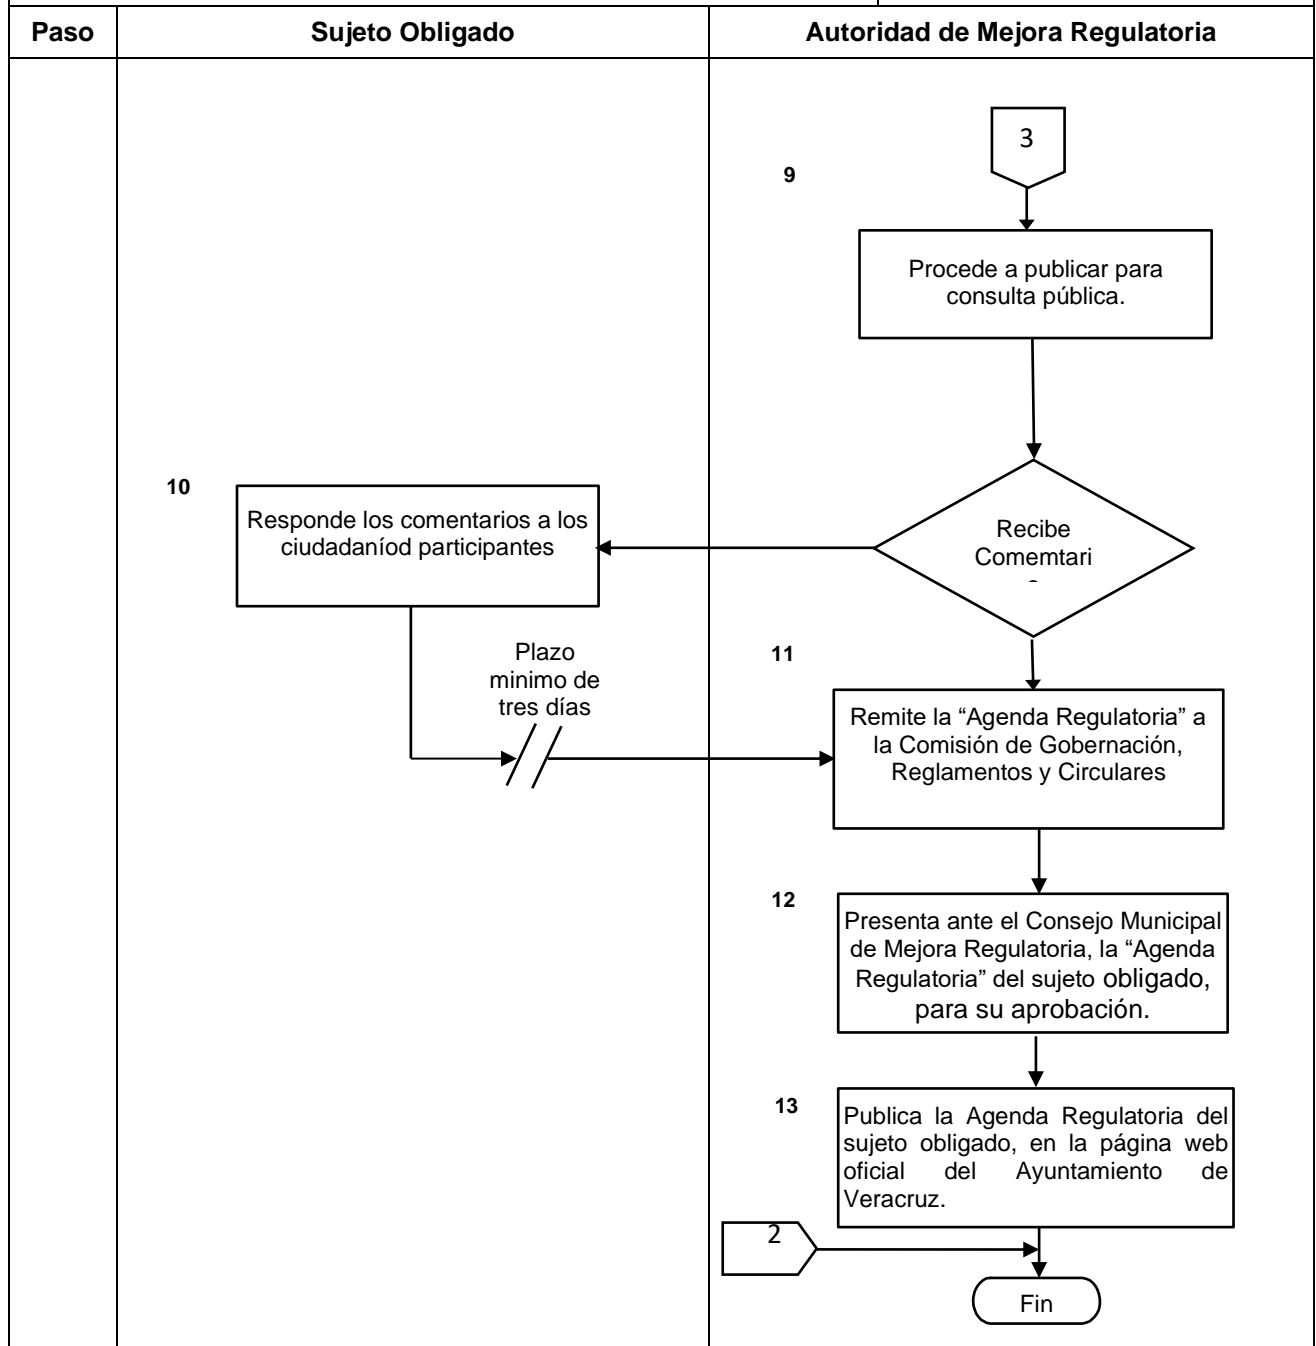 Paso Sujeto Obligado Autoridad de Mejora Regulatoria
3
9
Procede a publicar para
consulta pública.
10
Responde los comentarios a los
ciudadaníod participantes
Recibe
Comemtari
Plazo
minimo de
tres días
11
Remite la “Agenda Regulatoria” a
la Comisión de Gobernación,
Reglamentos y Circulares
12
Presenta ante el Consejo Municipal
de Mejora Regulatoria, la “Agenda
Regulatoria” del sujeto obligado,
para su aprobación.
13
Publica la Agenda Regulatoria del
sujeto obligado, en la página web
oficial del Ayuntamiento de
Veracruz.
2
Fin